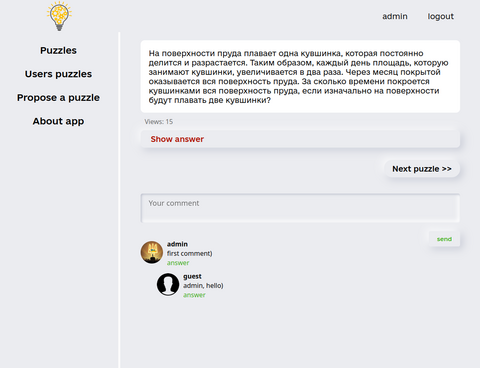 admin logout
Puzzles
Users puzzles
Propose a puzzle
About app
На поверхности пруда плавает одна кувшинка, которая постоянно
делится и разрастается. Таким образом, каждый день площадь, которую
занимают кувшинки, увеличивается в два раза. Через месяц покрытой
оказывается вся поверхность пруда. За сколько времени покроется
кувшинками вся поверхность пруда, если изначально на поверхности
будут плавать две кувшинки?
Views: 15
Show answer
Next puzzle >>
Your comment
send
admin
first comment)
answer
guest
admin, hello)
answer